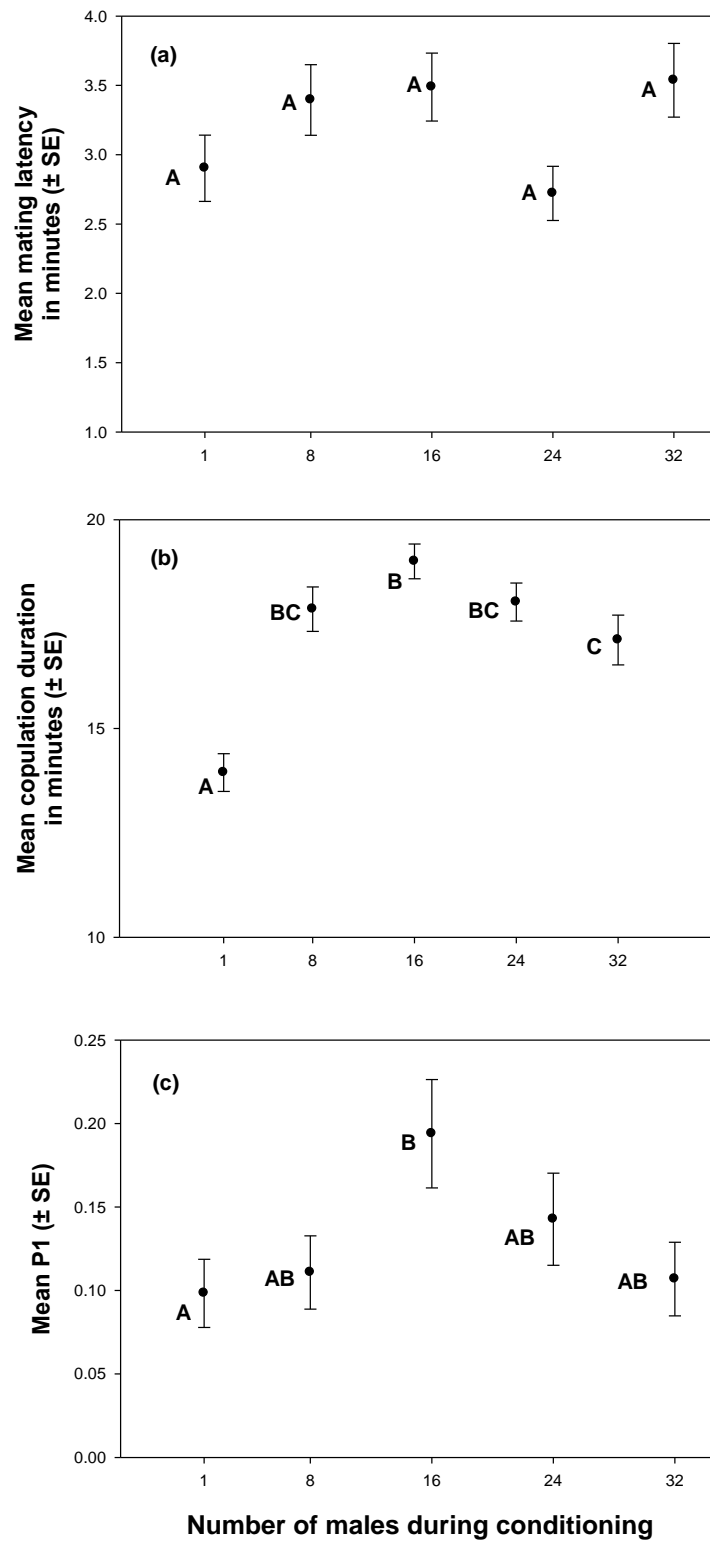 (a)
Mean mating latency
in minutes (± SE)
4.0
3.5
3.0
2.5
2.0
1.5
1.0
A
A
A
A
A
1 8 16 24 32
(b)
Mean copulation duration
in minutes (± SE)
20
15
10
A
BC
B
BC
C
1 8 16 24 32
(c)
Mean P1 (± SE)
0.25
0.20
0.15
0.10
0.05
0.00
A
AB
B
AB
AB
1 8 16 24 32
Number of males during conditioning